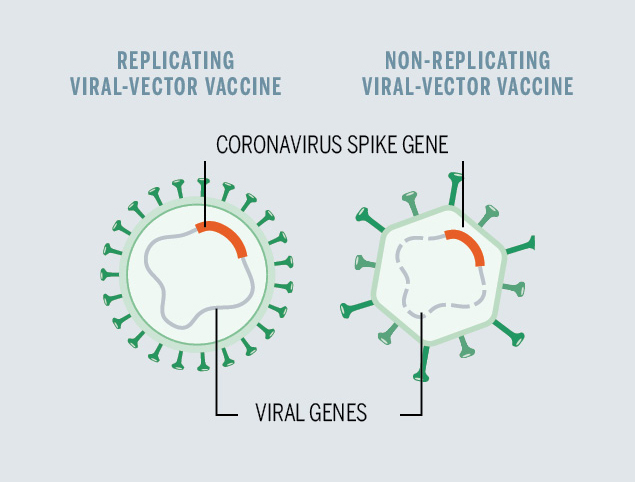 REPLICATING
VIRAL-VECTOR VACCINE
NON-REPLICATING
VIRAL-VECTOR VACCINE
CORONAVIRUS SPIKE GENE
VIRAL GENES